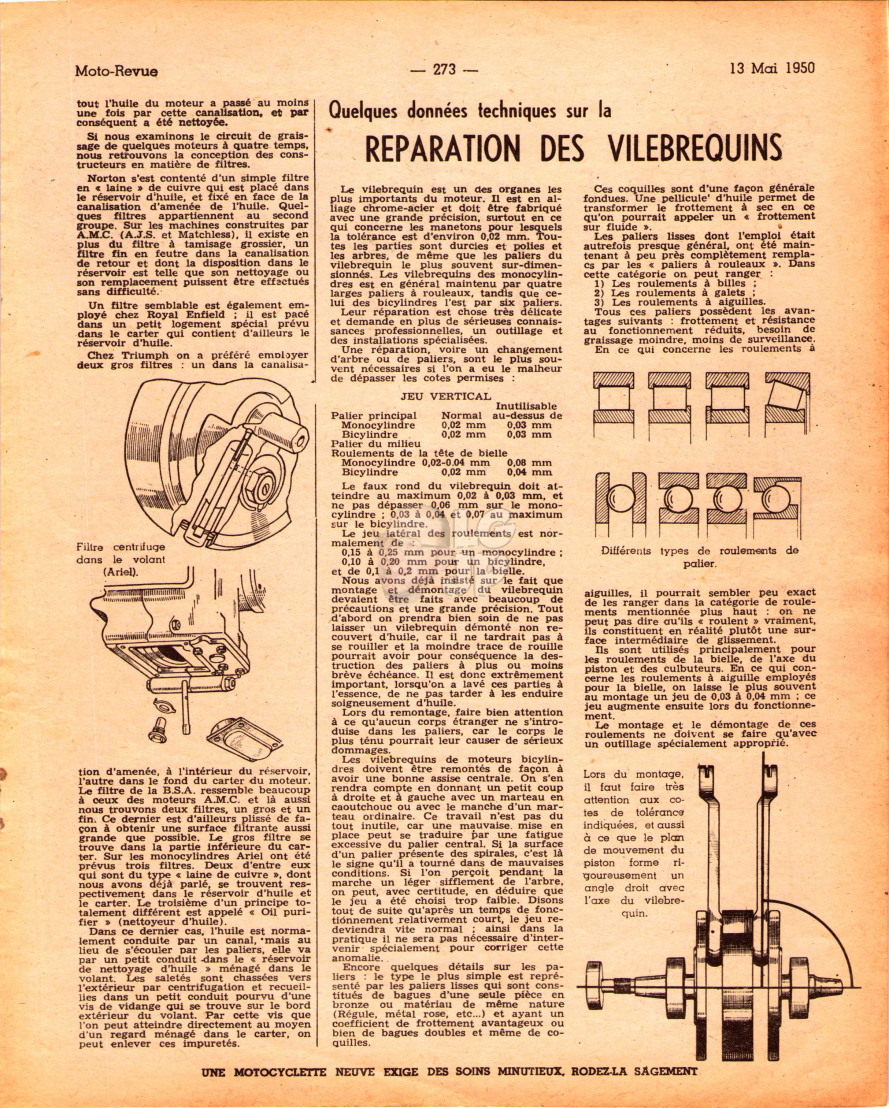 Moto-Revue
— 273 —
13 Mai 1950
tout l'huile du moteur a passé au moins
une fois par cette canalisation, et par
conséquent a été nettoyée.
Si nous examinons le circuit de grais-
sage de quelques moteurs à quatre temps,
nous retrouvons la conception des cons-
tructeurs en matière de filtres.
Norton s'est contenté d'un simple filtre
en « laine » de cuivre qui est placé dans
le réservoir d'huile, et fixé en face de la
canalisation d'amenée de l'huile. Quel-
ques filtres appartiennent au second
groupe. Sur les machines construites par
A.M.C. (A.J.S. et Matchless), il existe en
plus du filtre à tamisage grossier, un
filtre fin en feutre dans la canalisation
de retour et dont la disposition dans le
réservoir est telle que son nettoyage ou
son remplacement puissent être effectués
sans difficulté.
Un filtre semblable est également em-
ployé chez Royal Enfield ; il est pacé
dans un petit logement spécial prévu
dans le carter qui contient d'ailleurs le
réservoir d'huile.
Chez Triumph on a préféré employer
deux gros filtres : un dans la canalisa-
Filtre centrifuge
dans le volant
(Ariel).
tion d'amenée, à l'intérieur du réservoir,
l'autre dans le fond du carter du moteur.
Le filtre de la B.S.A. ressemble beaucoup
à ceux des moteurs A.M.C. et là aussi
nous trouvons deux filtres, un gros et un
fin. Ce dernier est d'ailleurs plissé de fa-
çon à obtenir une surface filtrante aussi
grande que possible. Le gros filtre se
trouve dans la partie inférieure du car-
ter. Sur les monocylindres Ariel ont été
prévus trois filtres. Deux d'entre eux
qui sont du type « laine de cuivre », dont
nous avons déjà parlé, se trouvent res-
pectivement dans le réservoir d'huile et
le carter. Le troisième d'un principe to-
talement différent est appelé « Oil puri-
fier » (nettoyeur d'huile).
Dans ce dernier cas, l'huile est norma-
lement conduite par un canal, mais au
lieu de s'écouler par les paliers, elle va
par un petit conduit dans le « réservoir
de nettoyage d'huile » ménagé dans le
volant. Les saletés sont chassées vers
l'extérieur par centrifugation et recueil-
lies dans un petit conduit pourvu d'une
vis de vidange qui se trouve sur le bord
extérieur du volant. Par cette vis que
l'on peut atteindre directement au moyen
d'un regard ménagé dans le carter, on
peut enlever ces impuretés.
Quelques données techniques sur la
REPARATION DES VILEBREQUINS
Le vilebrequin est un des organes les
plus importants du moteur. Il est en al-
liage chrome-acier et doit être fabriqué
avec une grande précision, surtout en ce
qui concerne les manetons pour lesquels
la tolérance est d'environ 0,02 mm. Tou-
tes les parties sont durcies et polies et
les arbres, de même que les paliers du
vilebrequin le plus souvent sur-dimen-
sionnés. Les vilebrequins des monocylin-
dres est en général maintenu par quatre
larges paliers à rouleaux, tandis que ce-
lui des bicylindres l'est par six paliers.
Leur réparation est chose très délicate
et demande en plus de sérieuses connais-
sances professionnelles, un outillage et
des installations spécialisées.
Une réparation, voire un changement
d'arbre ou de paliers, sont le plus sou-
vent nécessaires si l'on a eu le malheur
de dépasser les cotes permises :
JEU VERTICAL
Inutilisable
Palier principal Normal au-dessus de
Monocylindre 0,02 mm 0,03 mm
Bicylindre 0,02 mm 0,03 mm
Palier du milieu
Roulements de la tête de bielle
Monocylindre 0,02-0.04 mm 0,08 mm
Bicylindre 0,02 mm 0,04 mm
Le faux rond du vilebrequin doit at-
teindre au maximum 0,02 à 0,03 mm, et
ne pas dépasser 0,06 mm sur le mono-
cylindre ; 0,03 à 0,04 et 0,07 au maximum
sur le bicylindre.
Le jeu latéral des roulements est nor-
malement de :
0,15 à 0,25 mm pour un monocylindre ;
0,10 à 0,20 mm pour un bicylindre,
et de 0,1 à 0,2 mm pour la bielle.
Nous avons déjà insisté sur le fait que
montage et démontage du vilebrequin
devaient être faits avec beaucoup de
précautions et une grande précision. Tout
d'abord on prendra bien soin de ne pas
laisser un vilebrequin démonté non re-
couvert d'huile, car il ne tardrait pas à
se rouiller et la moindre trace de rouille
pourrait avoir pour conséquence la des-
truction des paliers à plus ou moins
brève échéance. Il est donc extrêmement
important, lorsqu'on a lavé ces parties à
l'essence, de ne pas tarder à les enduire
soigneusement d'huile.
Lors du remontage, faire bien attention
à ce qu'aucun corps étranger ne s'intro-
duise dans les paliers, car le corps le
plus ténu pourrait leur causer de sérieux
dommages.
Les vilebrequins de moteurs bicylin-
dres doivent être remontés de façon à
avoir une bonne assise centrale. On s'en
rendra compte en donnant un petit coup
à droite et à gauche avec un marteau en
caoutchouc ou avec le manche d'un mar-
teau ordinaire. Ce travail n'est pas du
tout inutile, car une mauvaise mise en
place peut se traduire par une fatigue
excessive du palier central. Si la surface
d'un palier présente des spirales, c'est là
le signe qu'il a tourné dans de mauvaises
conditions. Si l'on perçoit pendant la
marche un léger sifflement de l'arbre,
on peut, avec certitude, en déduire que
le jeu a été choisi trop faible. Disons
tout de suite qu'après un temps de fonc-
tiónnement relativement court, le jeu re-
deviendra vite normal ; ainsi dans la
pratique il ne sera pas nécessaire d'inter-
venir spécialement pour corriger cette
anomalie.
Encore quelques détails sur les pa-
liers : le type le plus simple est repré-
senté par les paliers lisses qui sont cons-
titués de bagues d'une seule pièce en
bronze ou matériau de même nature
(Régule, métal rose, etc...) et ayant un
coefficient de frottement avantageux ou
bien de bagues doubles et même de co-
quilles.
Ces coquilles sont d'une façon générale
fondues. Une pellicule' d'huile permet de
transformer le frottement à sec en ce
qu'on pourrait appeler un « frottement
sur fluide ».
Les paliers lisses dont l'emploi était
autrefois presque général, ont été main-
tenant à peu près complètement rempla-
cs par les « paliers à rouleaux ». Dans
cette catégorie on peut ranger :
1) Les roulements à billes ;
2) Les roulements à galets ;
3) Les roulements à aiguilles.
Tous ces paliers possèdent les avan-
tages suivants : frottement et résistance
au fonctionnement réduits, besoin de
graissage moindre, moins de surveillance.
En ce qui concerne les roulements à
Différents types de roulements de
palier.
aiguilles, il pourrait sembler peu exact
de les ranger dans la catégorie de roule-
ments mentionnée plus haut : on ne
peut pas dire qu'ils « roulent » vraiment,
ils constituent en réalité plutôt une sur-
face intermédiaire de glissement.
Ils sont utilisés principalement pour
les roulements de la bielle, de l'axe du
piston et des culbuteurs. En ce qui con-
cerne les roulements à aiguille employés
pour la bielle, on laisse le plus souvent
au montage un jeu de 0,03 à 0,04 mm ; ce
jeu augmente ensuite lors du fonctionne-
ment.
Le montage et le démontage de ces
roulements ne doivent se faire qu'avec
un outillage spécialement approprié.
Lors du montage,
il faut faire très
attention aux co-
tes de tolérance
indiquées, et aussi
à ce que le plan
de mouvement du
piston forme ri-
goureusement un
angle droit avec
l'axe du vilebre-
quin.
UNE MOTOCYCLETTE NEUVE EXIGE DES SOINS MINUTIEUX, RODEZ-LA SAGEMENT